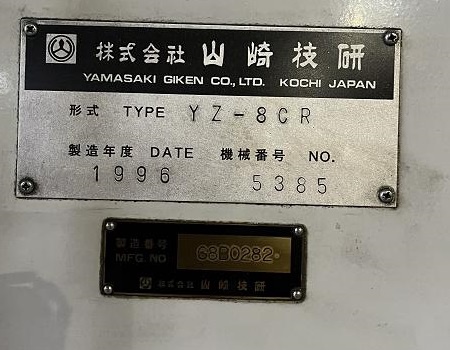 株式会社 山崎技研
YAMASAKI GIKEN CO., LTD. KOCHI JAPAN
形式 TYPE YZ-8CR
製造年度 DATE 機械番号 NO.
1996 5385
製造番号 68B0282
MFG. NO
株式会社 山崎技研